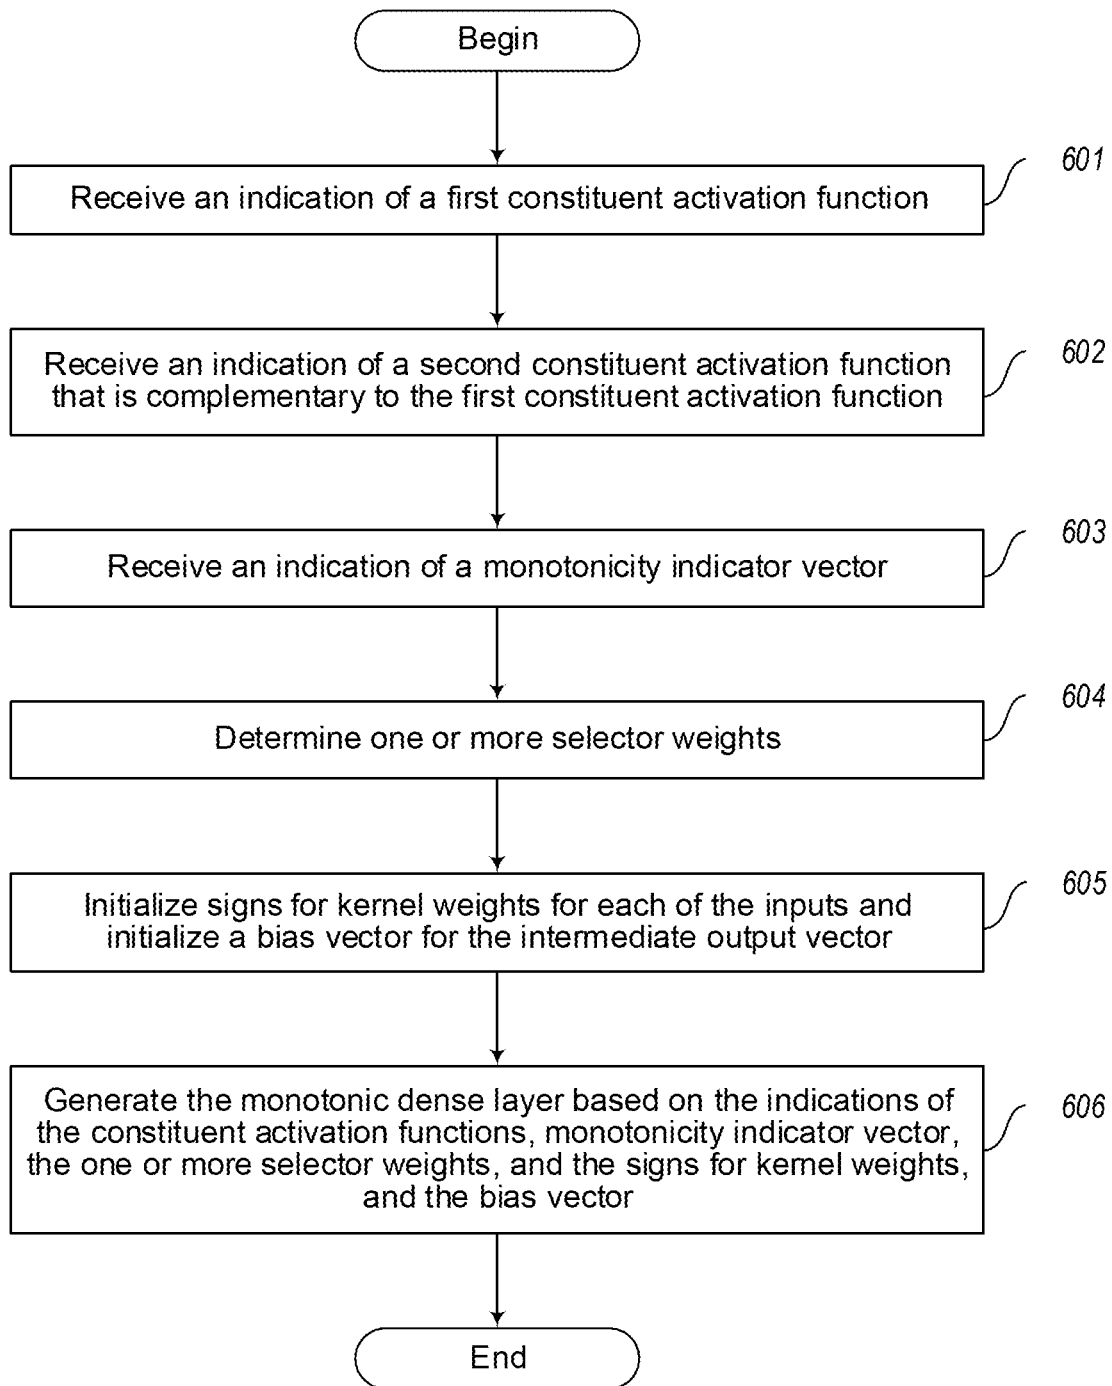 Begin
601
Receive an indication of a first constituent activation function
602
Receive an indication of a second constituent activation function
that is complementary to the first constituent activation function
603
Receive an indication of a monotonicity indicator vector
604
Determine one or more selector weights
605
Initialize signs for kernel weights for each of the inputs and
initialize a bias vector for the intermediate output vector
606
Generate the monotonic dense layer based on the indications of
the constituent activation functions, monotonicity indicator vector,
the one or more selector weights, and the signs for kernel weights,
and the bias vector
End